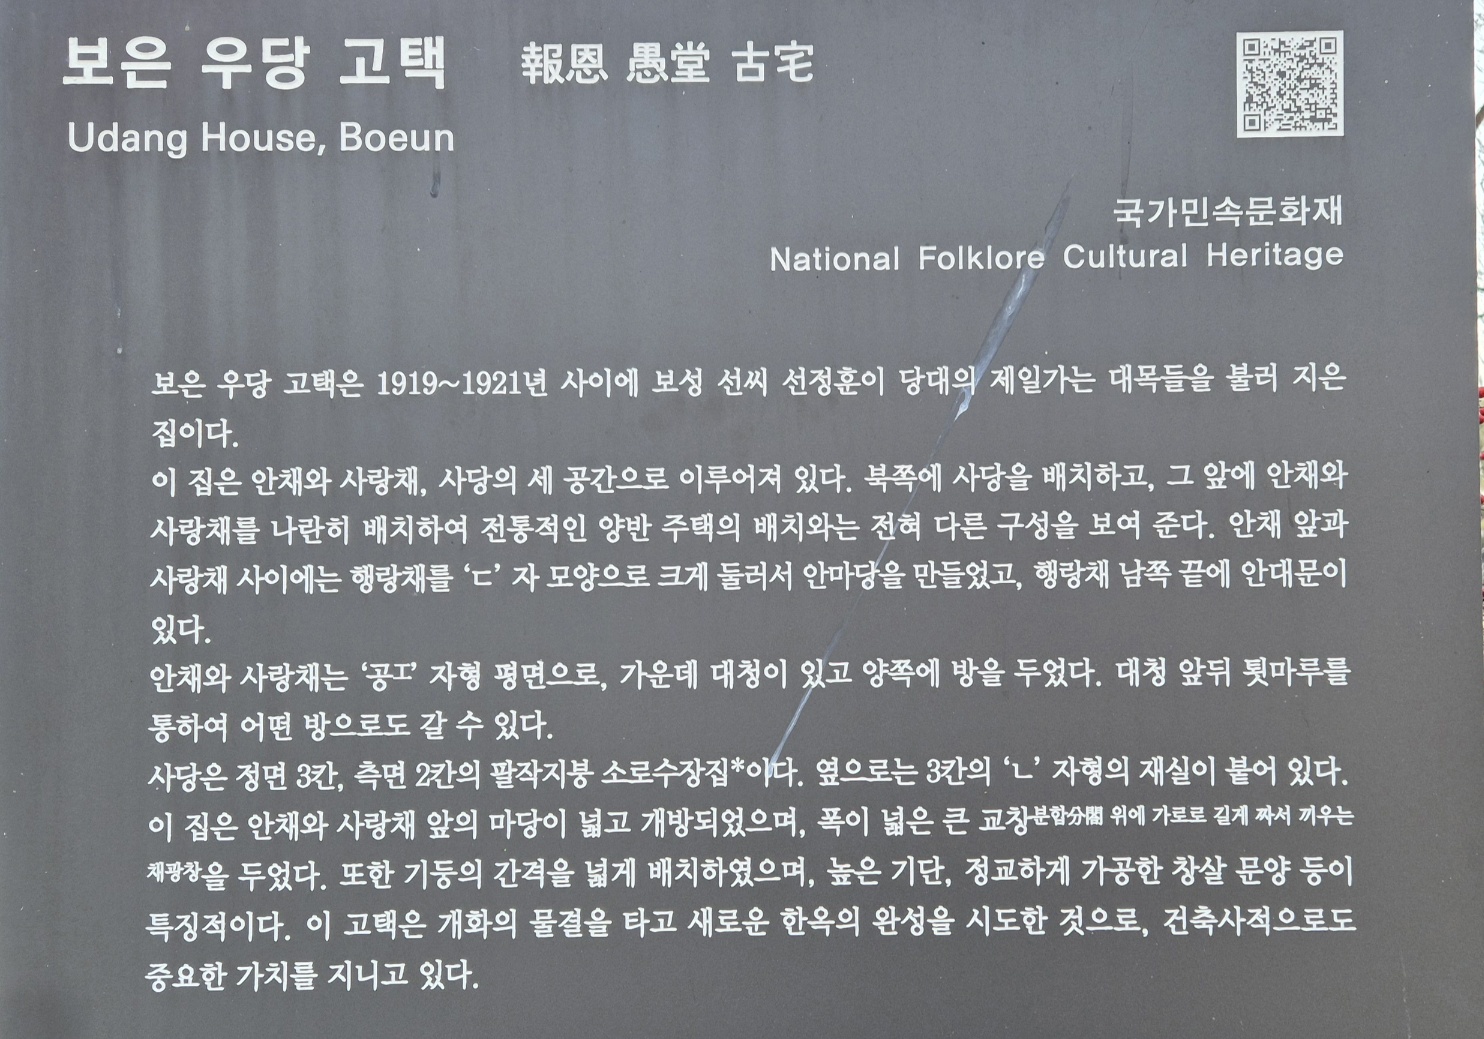 보은 우당 고택 報恩 愚堂 古宅
Udang House, Boeun
국가민속문화재
National Folklore Cultural Heritage
보은 우당 고택은 1919~1921년 사이에 보성 선씨 선정훈이 당대의 제일가는 대목들을 불러 지은
집이다.
이 집은 안채와 사랑채, 사당의 세 공간으로 이루어져 있다. 북쪽에 사당을 배치하고, 그 앞에 안채와
사랑채를 나란히 배치하여 전통적인 양반 주택의 배치와는 전혀 다른 구성을 보여 준다. 안채 앞과
사랑채 사이에는 행랑채를 ‘ㄷ’ 자 모양으로 크게 둘러서 안마당을 만들었고, 행랑채 남쪽 끝에 안대문이
있다.
안채와 사랑채는 ‘공工’ 자형 평면으로, 가운데 대청이 있고 양쪽에 방을 두었다. 대청 앞뒤 툇마루를
통하여 어떤 방으로도 갈 수 있다.
사당은 정면 3칸, 측면 2칸의 팔작지붕 소로수장집*이다. 옆으로는 3칸의 ‘ㄴ’ 자형의 재실이 붙어 있다.
이 집은 안채와 사랑채 앞의 마당이 넓고 개방되었으며, 폭이 넓은 큰 교창분합分閤 위에 가로로 길게 짜서 끼우는
채광창을 두었다. 또한 기둥의 간격을 넓게 배치하였으며, 높은 기단, 정교하게 가공한 창살 문양 등이
특징적이다. 이 고택은 개화의 물결을 타고 새로운 한옥의 완성을 시도한 것으로, 건축사적으로도
중요한 가치를 지니고 있다.